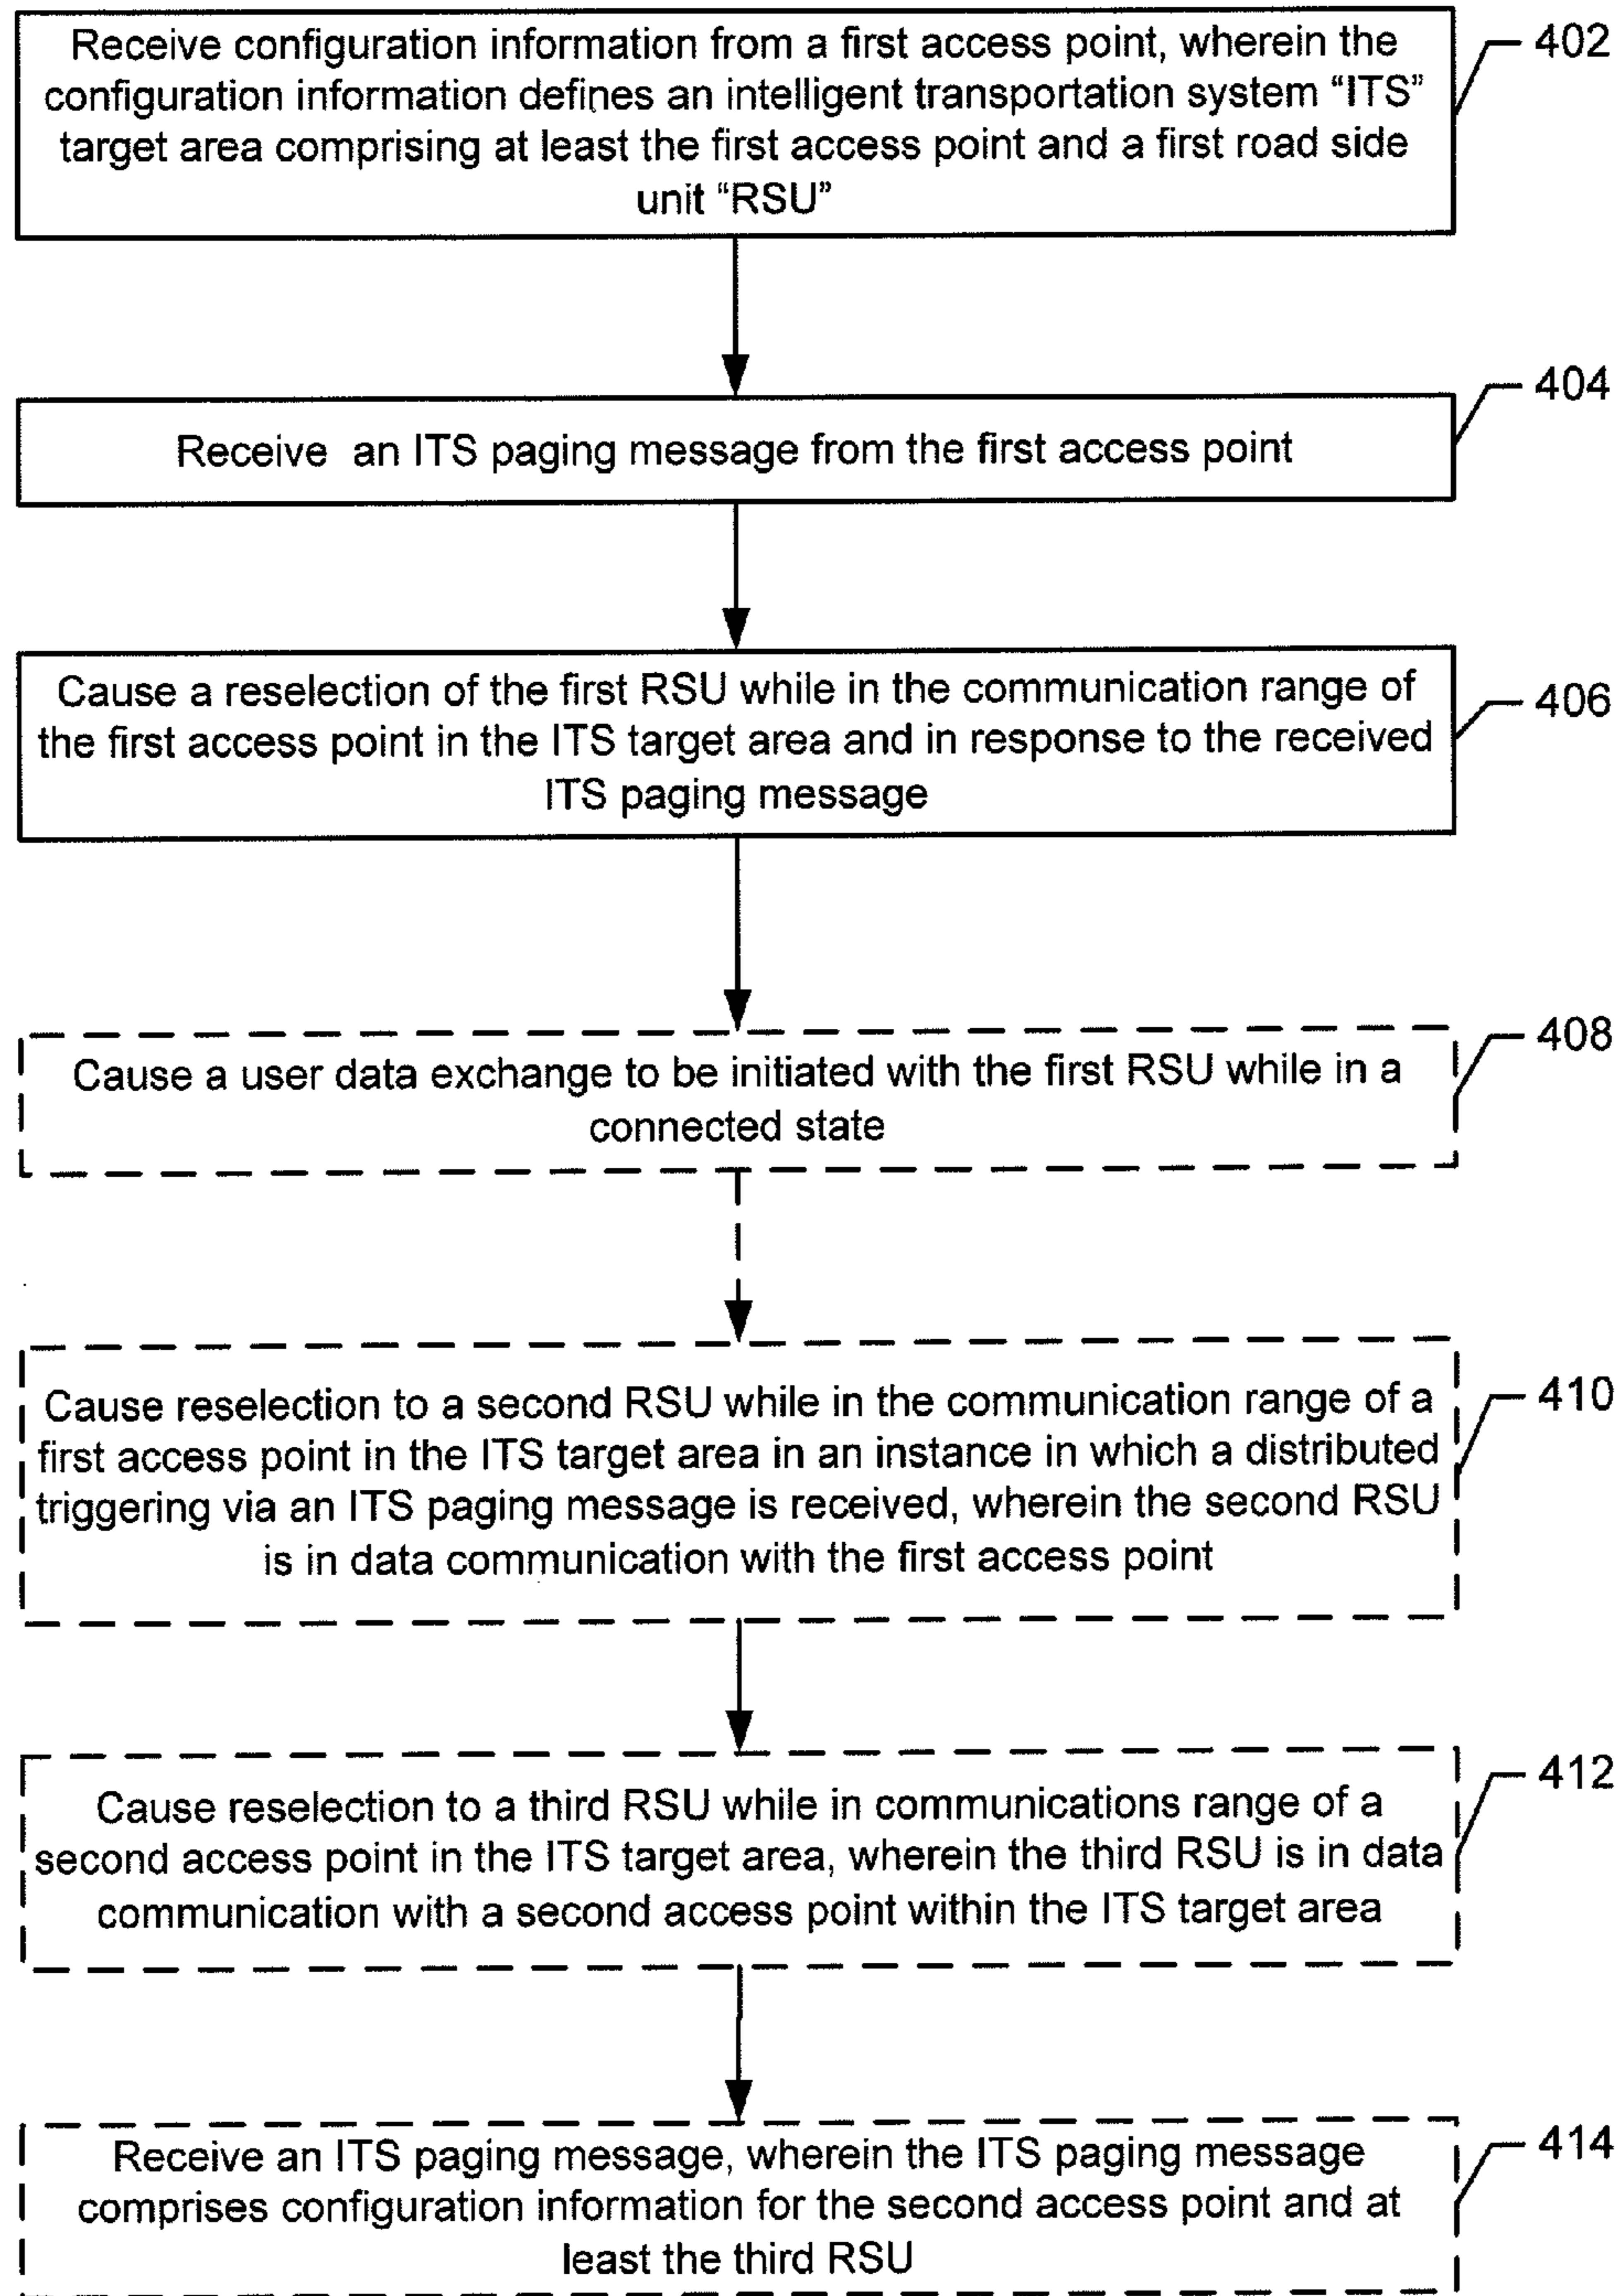 Receive configuration information from a first access point, wherein the
configuration information defines an intelligent transportation system “ITS”
target area comprising at least the first access point and a first road side
unit “RSU”
402
Receive an ITS paging message from the first access point
404
Cause a reselection of the first RSU while in the communication range of
the first access point in the ITS target area and in response to the received
ITS paging message
406
Cause a user data exchange to be initiated with the first RSU while in a
connected state
408
Cause reselection to a second RSU while in the communication range of a
first access point in the ITS target area in an instance in which a distributed
triggering via an ITS paging message is received, wherein the second RSU
is in data communication with the first access point
410
Cause reselection to a third RSU while in communications range of a
second access point in the ITS target area, wherein the third RSU is in data
communication with a second access point within the ITS target area
412
Receive an ITS paging message, wherein the ITS paging message
comprises configuration information for the second access point and at
least the third RSU
414